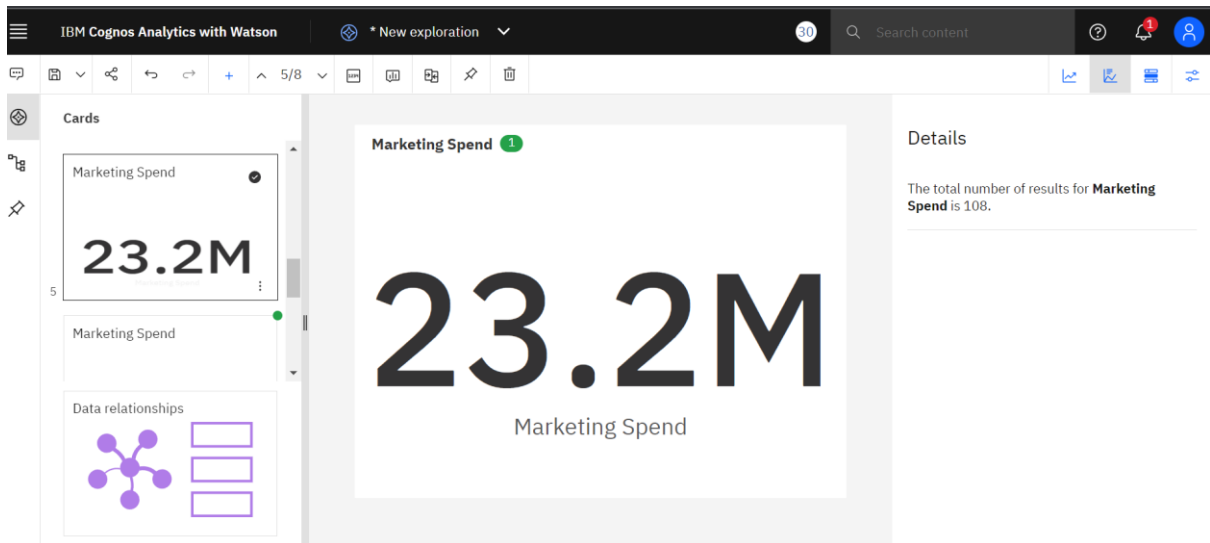 IBM Cognos Analytics with Watson
* New exploration
30
Search content
1
5/8
Cards
Marketing Spend
23.2M
Marketing Spend
5
Marketing Spend
Data relationships
Marketing Spend 1
23.2M
Marketing Spend
Details
The total number of results for Marketing
Spend is 108.